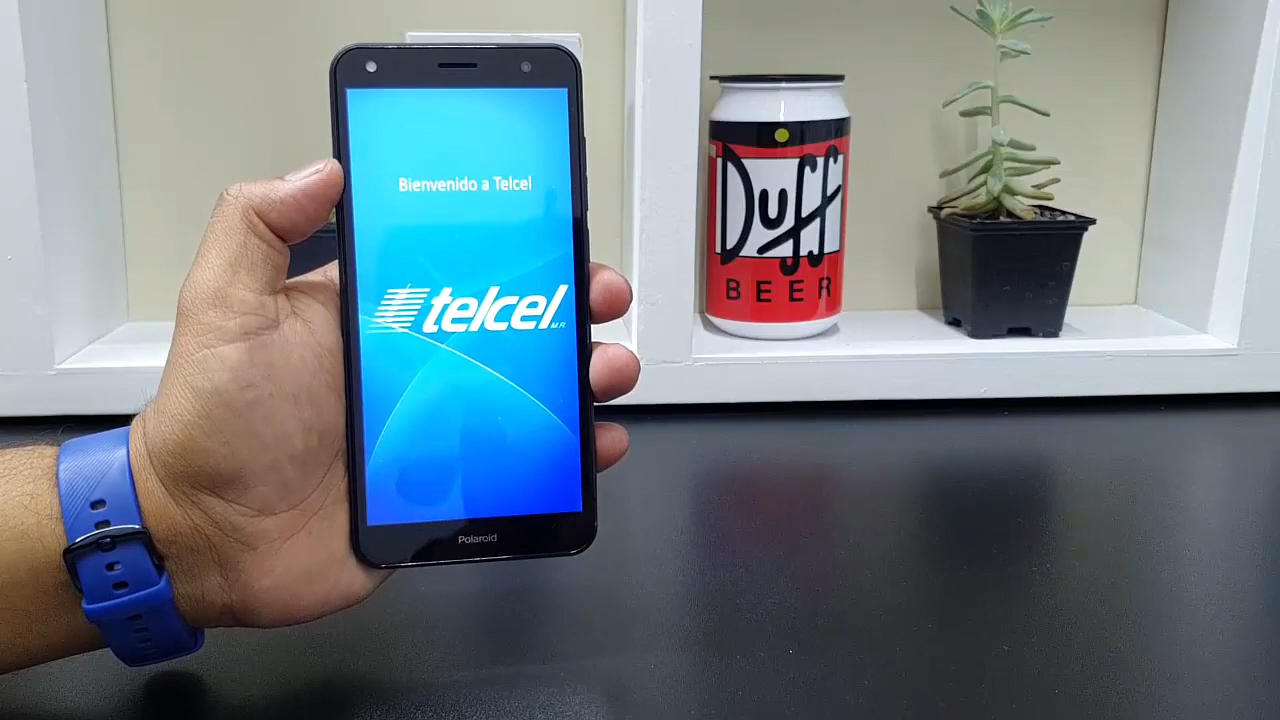 Bienvenido a Telcel
telcel
M.R.
Polaroid
Duff
BEER